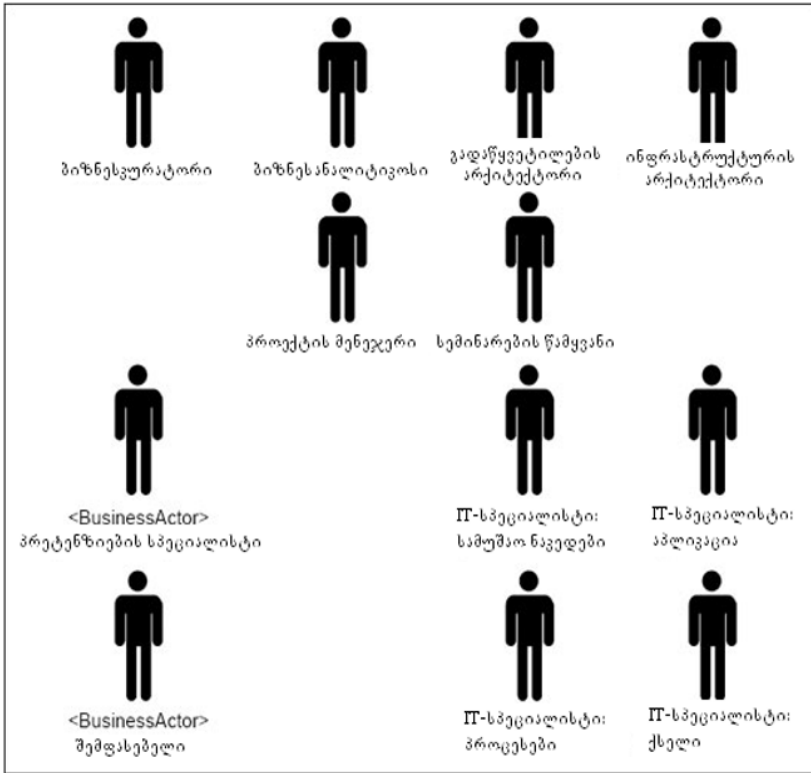 ბიზნესკურატორი
ბიზნესანალიტიკოსი
გადაწყვეტილების
არქიტექტორი
ინფრასტრუქტურის
არქიტექტორი
პროექტის მენეჯერი
სემინარების წამყვანი
<BusinessActor>
პრეტენზიების სპეციალისტი
IT-სპეციალისტი:
სამუშაო ნაკედები
IT-სპეციალისტი:
აპლიკაცია
<BusinessActor>
შემფასებელი
IT-სპეციალისტი:
პროცესები
IT-სპეციალისტი:
ქსელი